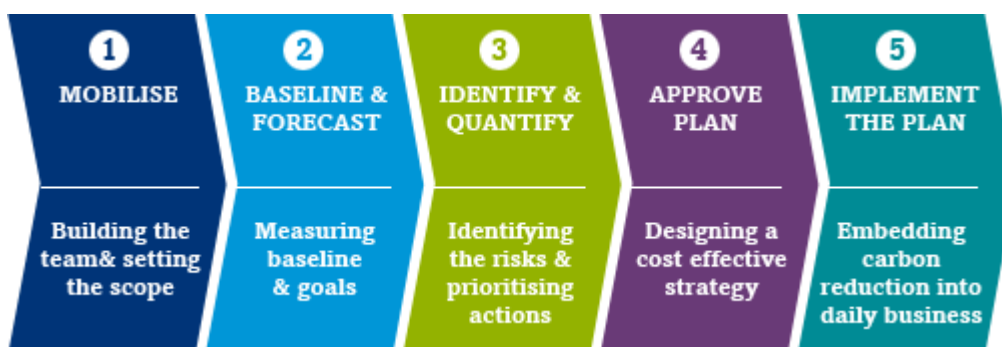 1
MOBILISE
Building the
team& setting
the scope
2
BASELINE &
FORECAST
Measuring
baseline
& goals
3
IDENTIFY &
QUANTIFY
Identifying
the risks &
prioritising
actions
4
APPROVE
PLAN
Designing a
cost effective
strategy
5
IMPLEMENT
THE PLAN
Embedding
carbon
reduction into
daily business